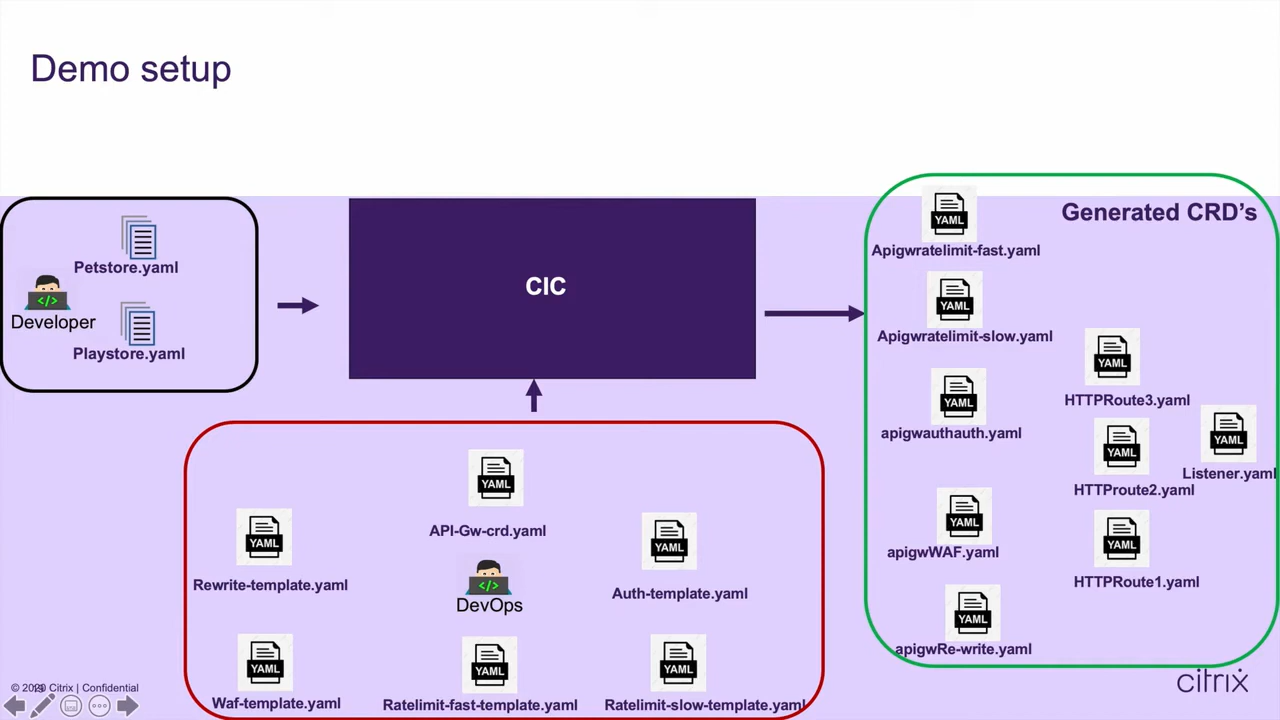 Demo setup
Petstore.yaml
Developer
Playstore.yaml
CIC
Generated CRD's
YAML
Apigwratelimit-fast.yaml
YAML
Apigwratelimit-slow.yaml
YAML
apigwauthauth.yaml
YAML
HTTPRoute3.yaml
YAML
HTTProute2.yaml
YAML
Listener.yaml
YAML
apigwWAF.yaml
YAML
HTTPRoute1.yaml
YAML
apigwRe-write.yaml
YAML
API-Gw-crd.yaml
YAML
Rewrite-template.yaml
DevOps
YAML
Auth-template.yaml
YAML
Waf-template.yaml
YAML
Ratelimit-fast-template.yaml
YAML
Ratelimit-slow-template.yaml
© 2020 Citrix | Confidential
citrix